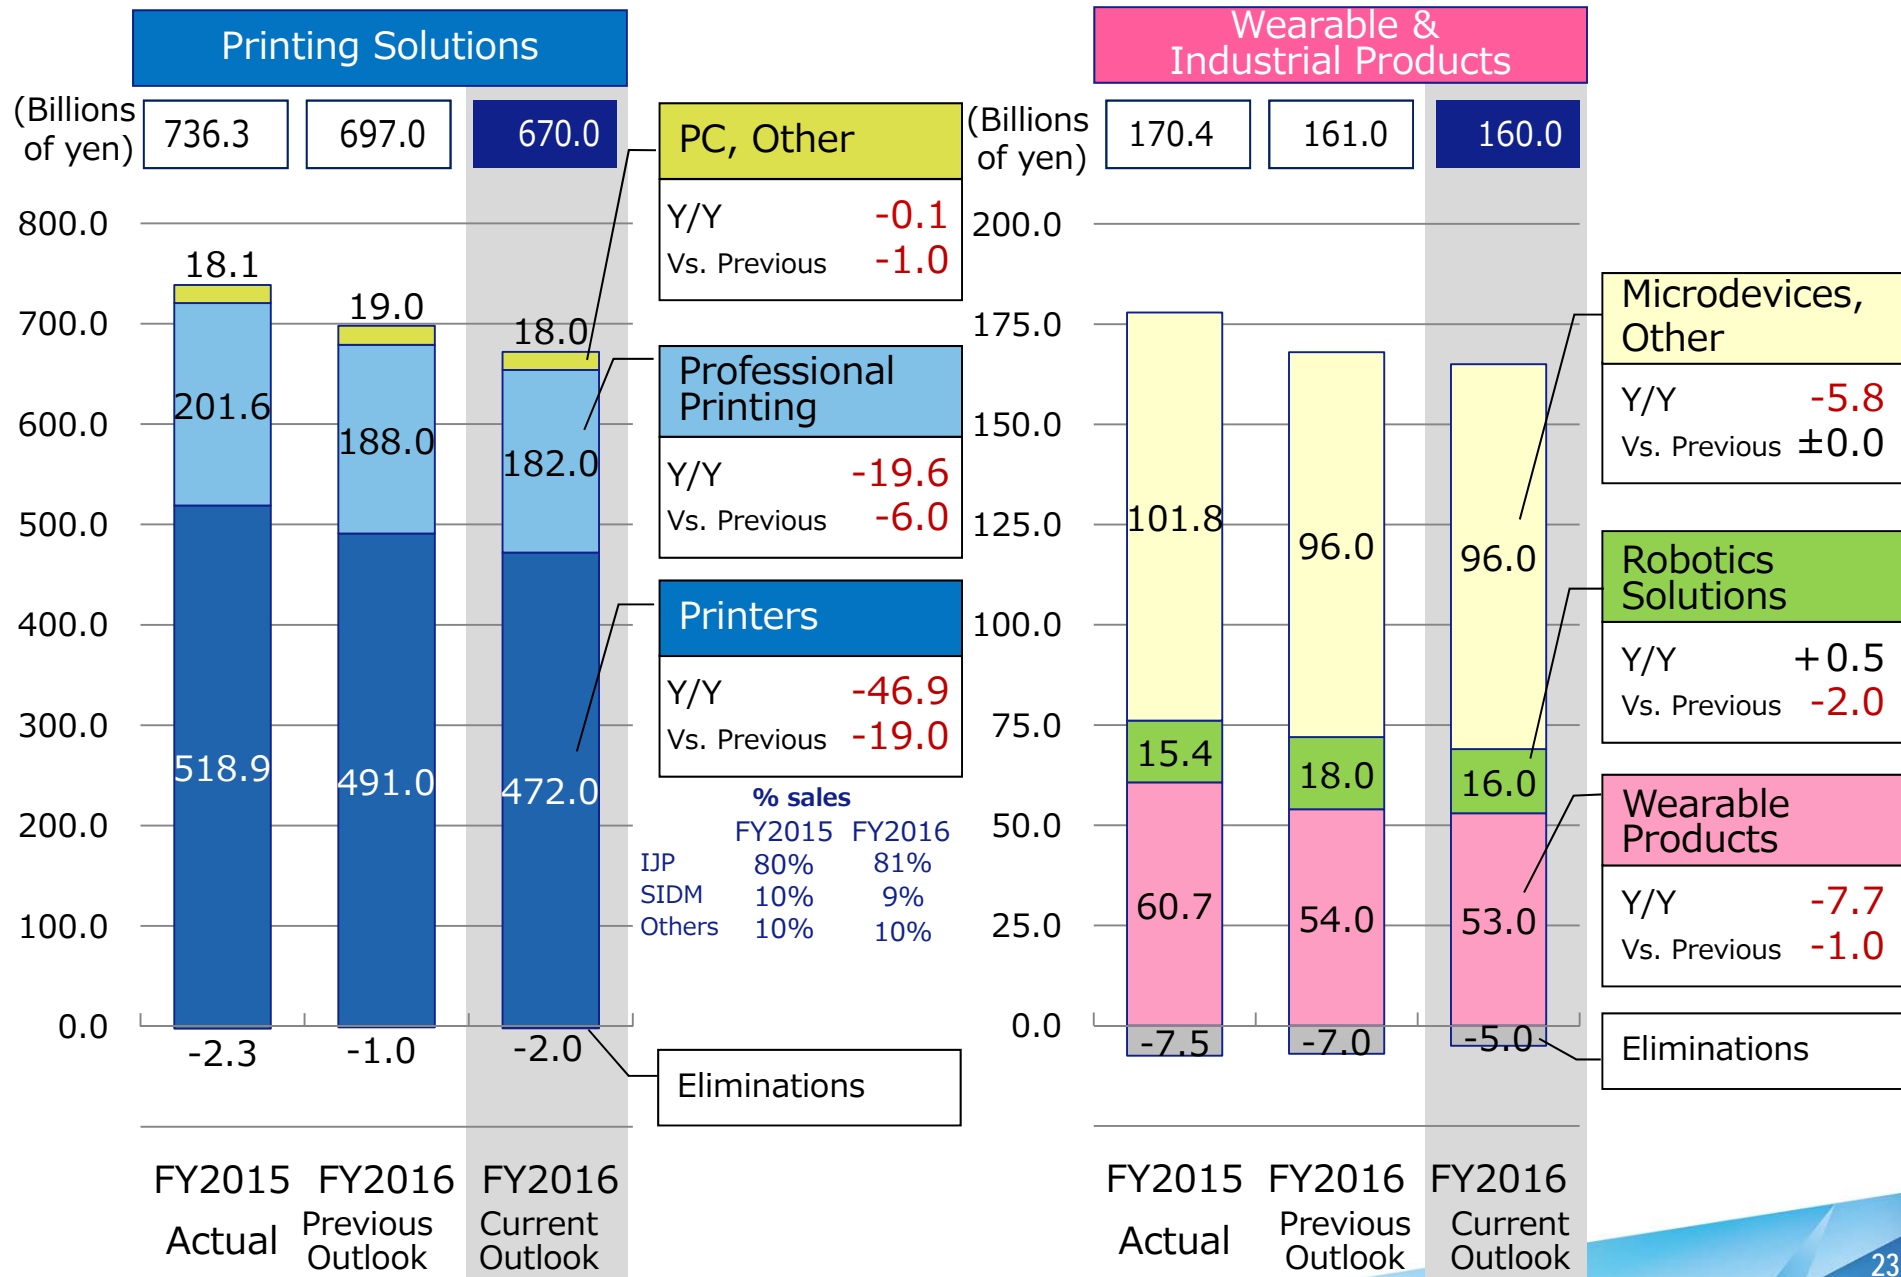 Printing Solutions
(Billions
of yen)
736.3
697.0
670.0
800.0
700.0
600.0
500.0
400.0
300.0
200.0
100.0
0.0
18.1
201.6
518.9
-2.3
19.0
188.0
491.0
-1.0
18.0
182.0
472.0
-2.0
PC, Other
Y/Y -0.1
Vs. Previous -1.0
Professional
Printing
Y/Y -19.6
Vs. Previous -6.0
Printers
Y/Y -46.9
Vs. Previous -19.0
% sales
FY2015 FY2016
IJP 80% 81%
SIDM 10% 9%
Others 10% 10%
Eliminations
FY2015
Actual
FY2016
Previous
Outlook
FY2016
Current
Outlook
Wearable &
Industrial Products
(Billions
of yen)
170.4
161.0
160.0
200.0
175.0
150.0
125.0
100.0
75.0
50.0
25.0
0.0
101.8
15.4
60.7
-7.5
96.0
18.0
54.0
-7.0
96.0
16.0
53.0
-5.0
Microdevices,
Other
Y/Y -5.8
Vs. Previous ±0.0
Robotics
Solutions
Y/Y +0.5
Vs. Previous -2.0
Wearable
Products
Y/Y -7.7
Vs. Previous -1.0
Eliminations
FY2015
Actual
FY2016
Previous
Outlook
FY2016
Current
Outlook
23